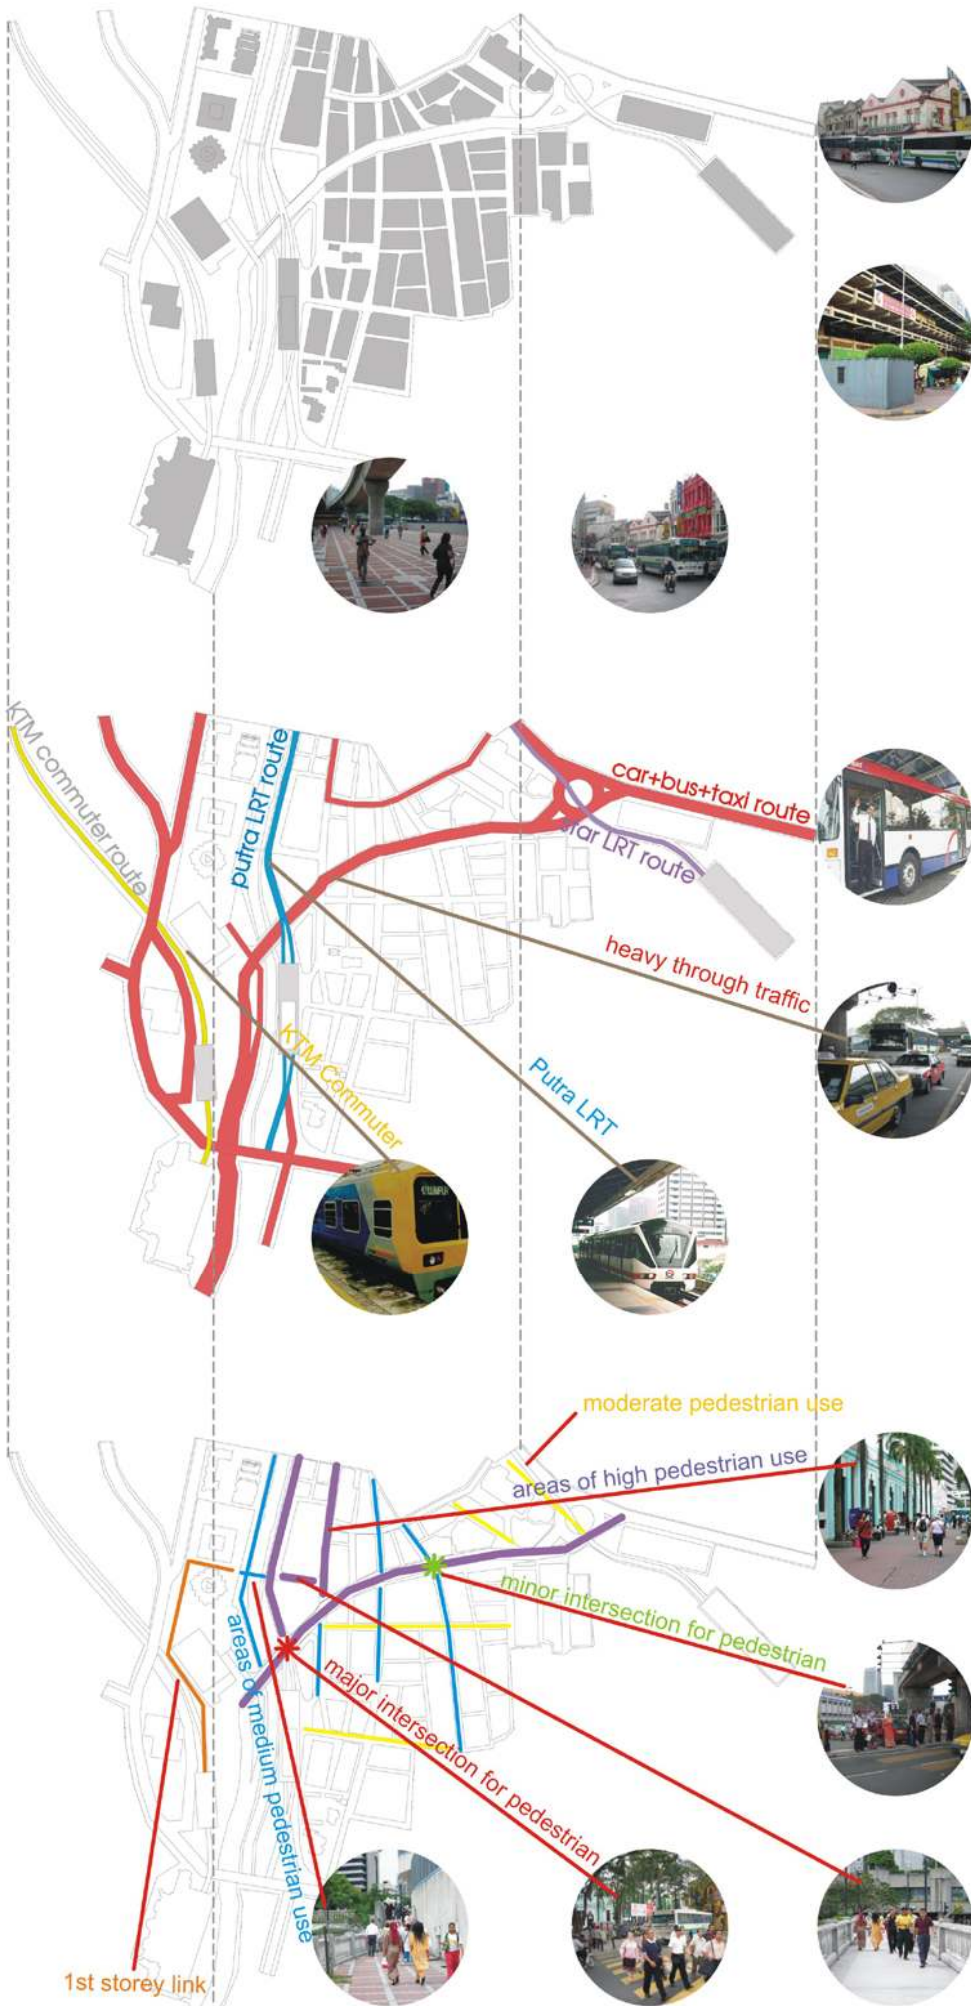 KTM commuter route
putra LRT route
car+bus+taxi route
star LRT route
heavy through traffic
KTM Commuter
Putra LRT
moderate pedestrian use
areas of high pedestrian use
minor intersection for pedestrian
areas of medium pedestrian use
major intersection for pedestrian
1st storey link